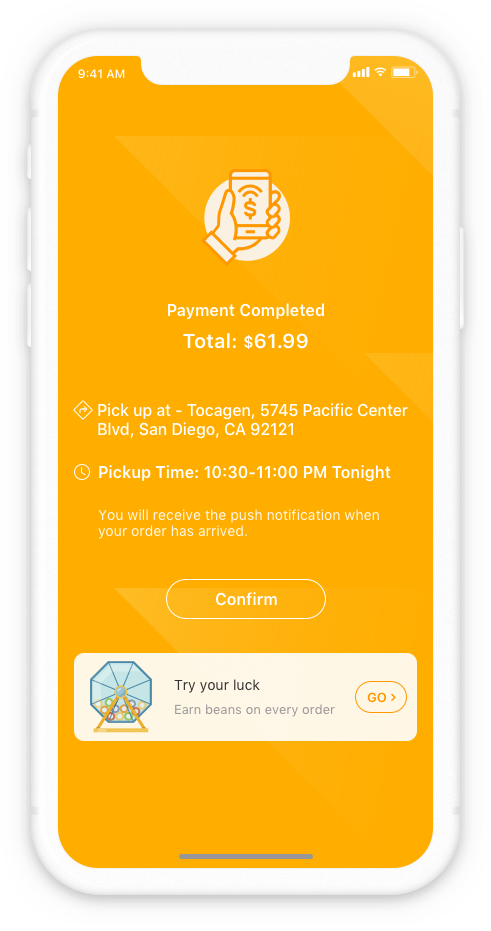 9:41 AM
$
Payment Completed
Total: $61.99
Pick up at - Tocagen, 5745 Pacific Center
Blvd, San Diego, CA 92121
Pickup Time: 10:30-11:00 PM Tonight
You will receive the push notification when
your order has arrived.
Confirm
Try your luck
Earn beans on every order
GO >